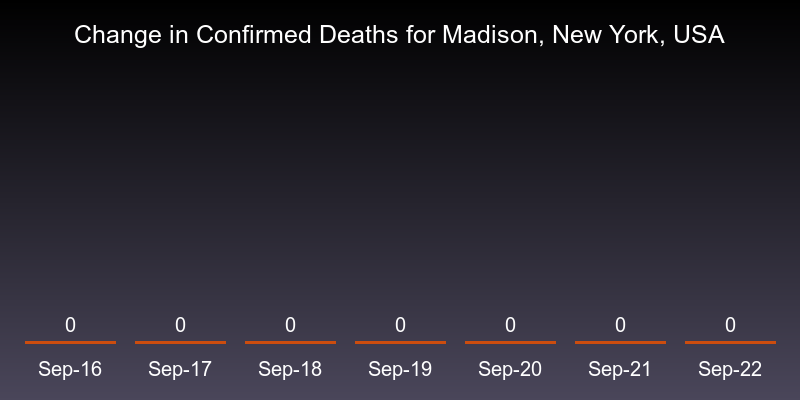 Change in Confirmed Deaths for Madison, New York, USA
0 0 0 0 0 0 0
Sep-16 Sep-17 Sep-18 Sep-19 Sep-20 Sep-21 Sep-22